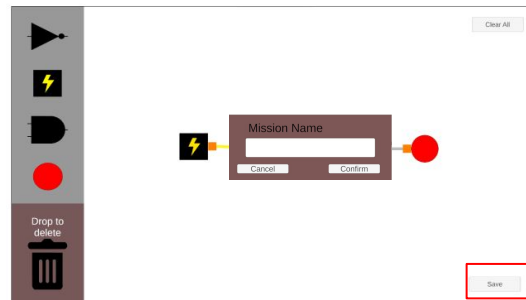 Clear All
Mission Name
Cancel Confirm
Drop to
delete
Save